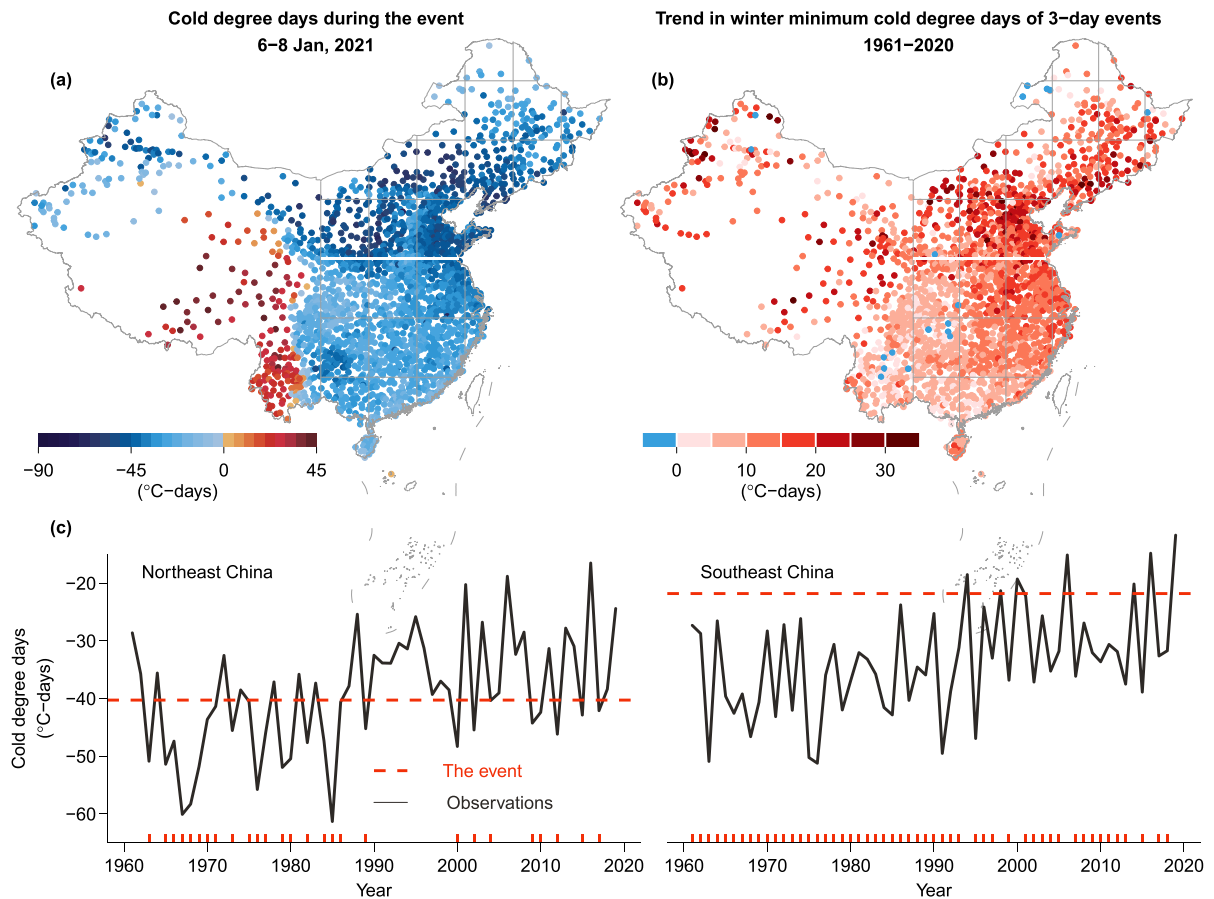 Cold degree days during the event
6−8 Jan, 2021
Trend in winter minimum cold degree days of 3−day events
1961−2020
(a)
(b)
−90 −45 0 45
(°C−days)
0 10 20 30
(°C−days)
(c)
Northeast China
Southeast China
−20
−30
−40
−50
−60
Cold degree days
(°C−days)
The event
Observations
1960 1970 1980 1990 2000 2010 2020
Year
1960 1970 1980 1990 2000 2010 2020
Year